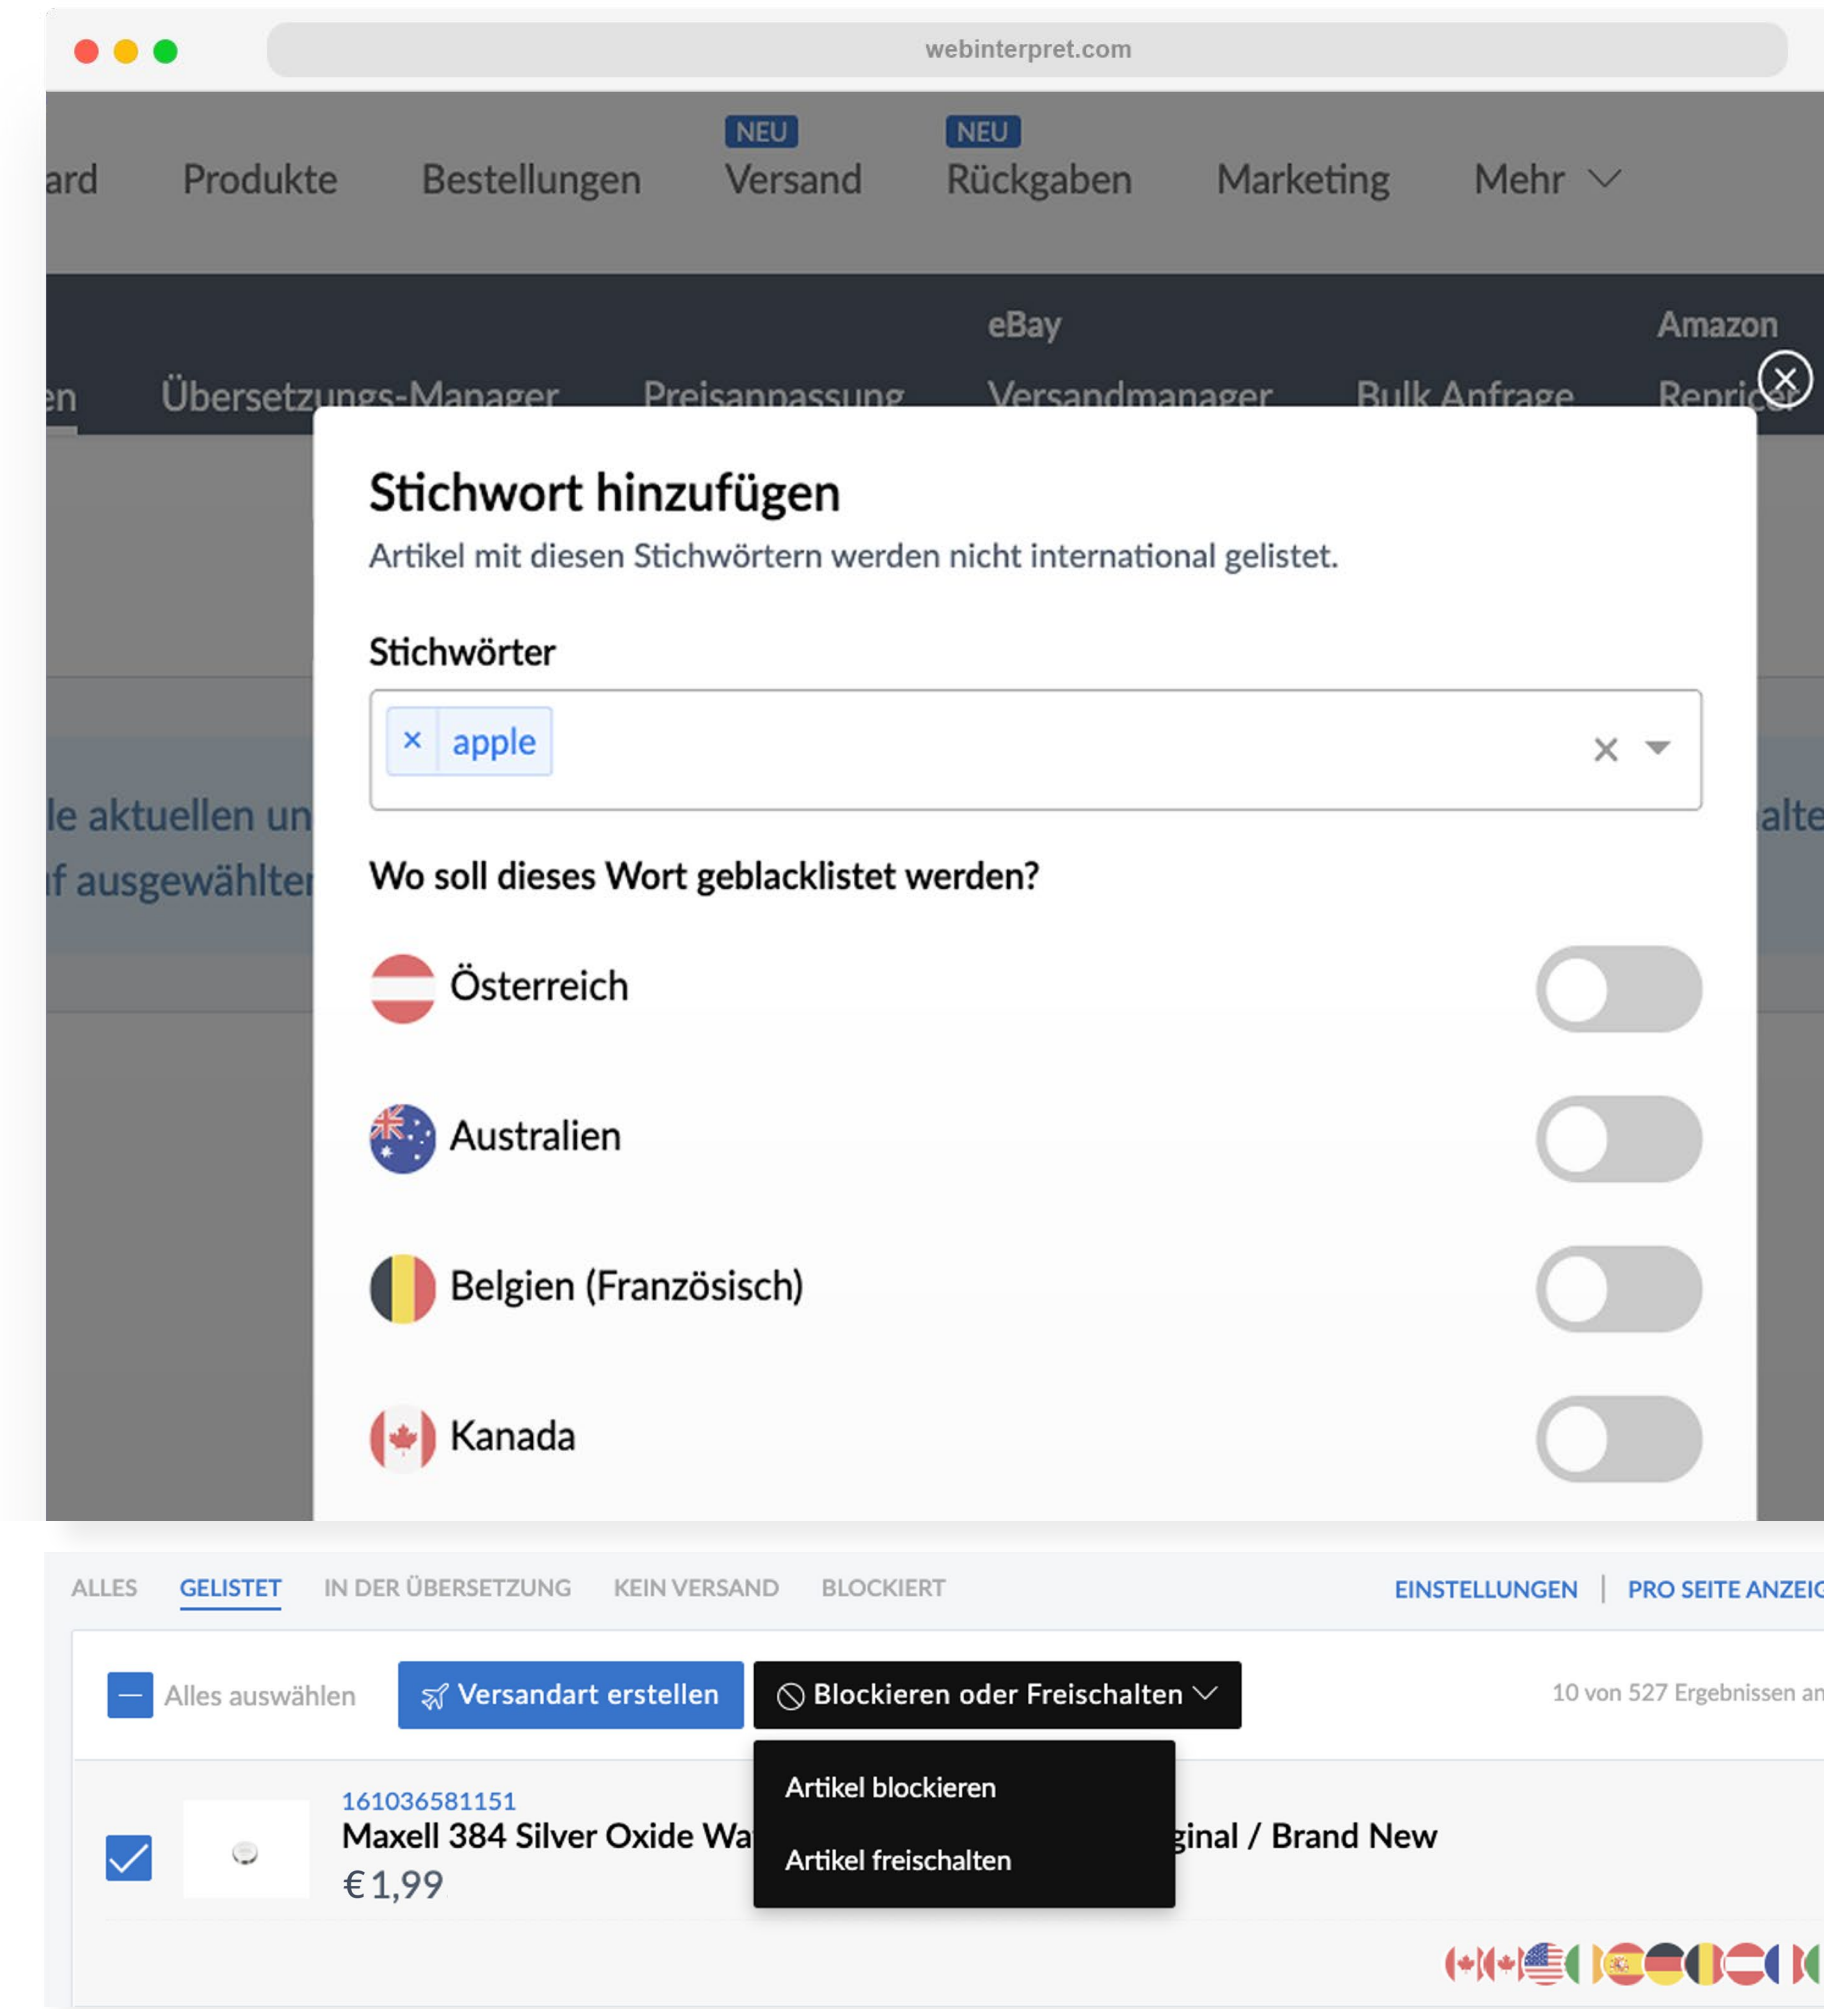 webinterpret.com
NEU NEU
ard Produkte Bestellungen Versand Rückgaben Marketing Mehr
eBay Amazon
en Übersetzungs-Manager Preisanpassung Versandmanager Bulk Anfrage Repricer
Stichwort hinzufügen
Artikel mit diesen Stichwörtern werden nicht international gelistet.
Stichwörter
× apple
le aktuellen un alte
f ausgewählter
Wo soll dieses Wort geblacklistet werden?
Österreich
Australien
Belgien (Französisch)
Kanada
ALLES GELISTET IN DER ÜBERSETZUNG KEIN VERSAND BLOCKIERT EINSTELLUNGEN | PRO SEITE ANZEIG
Alles auswählen Versandart erstellen Blockieren oder Freischalten 10 von 527 Ergebnissen an
Artikel blockieren
161036581151
Maxell 384 Silver Oxide Wa ginal / Brand New
Artikel freischalten
€ 1,99